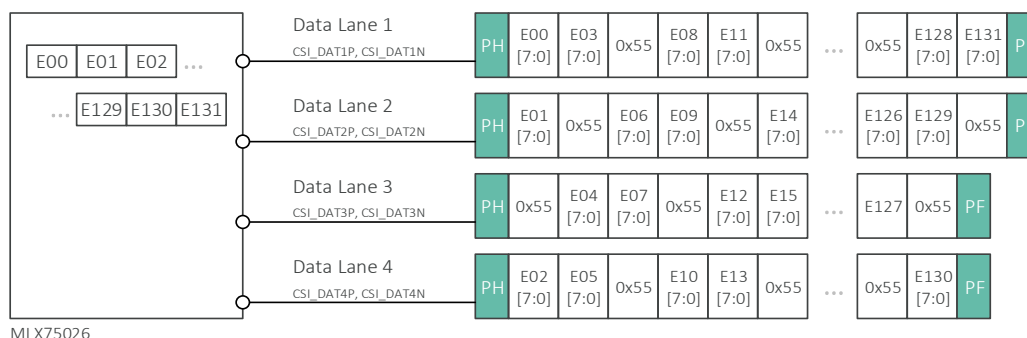 E00 E01 E02 ...
... E129 E130 E131
MLX75026
Data Lane 1
CSI_DAT1P, CSI_DAT1N
PH E00 [7:0] E03 [7:0] 0x55 E08 [7:0] E11 [7:0] 0x55 ... 0x55 E128 [7:0] E131 [7:0] P
Data Lane 2
CSI_DAT2P, CSI_DAT2N
PH E01 [7:0] 0x55 E06 [7:0] E09 [7:0] 0x55 E14 [7:0] ... E126 [7:0] E129 [7:0] 0x55 P
Data Lane 3
CSI_DAT3P, CSI_DAT3N
PH 0x55 E04 [7:0] E07 [7:0] 0x55 E12 [7:0] E15 [7:0] ... E127 0x55 PF
Data Lane 4
CSI_DAT4P, CSI_DAT4N
PH E02 [7:0] E05 [7:0] 0x55 E10 [7:0] E13 [7:0] 0x55 ... 0x55 E130 [7:0] PF